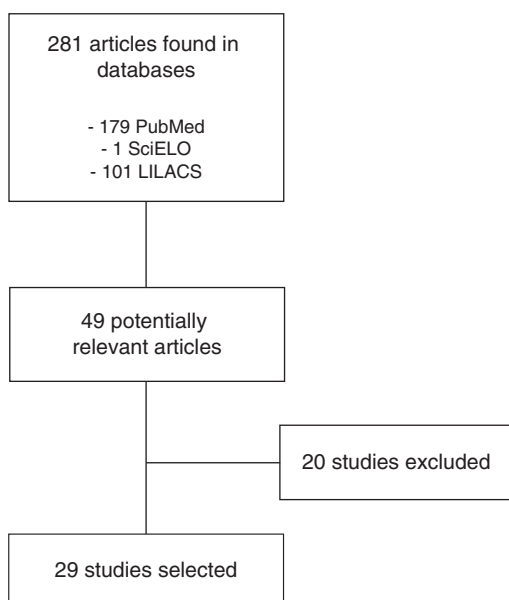 281 articles found in
databases
- 179 PubMed
- 1 SciELO
- 101 LILACS
49 potentially
relevant articles
20 studies excluded
29 studies selected